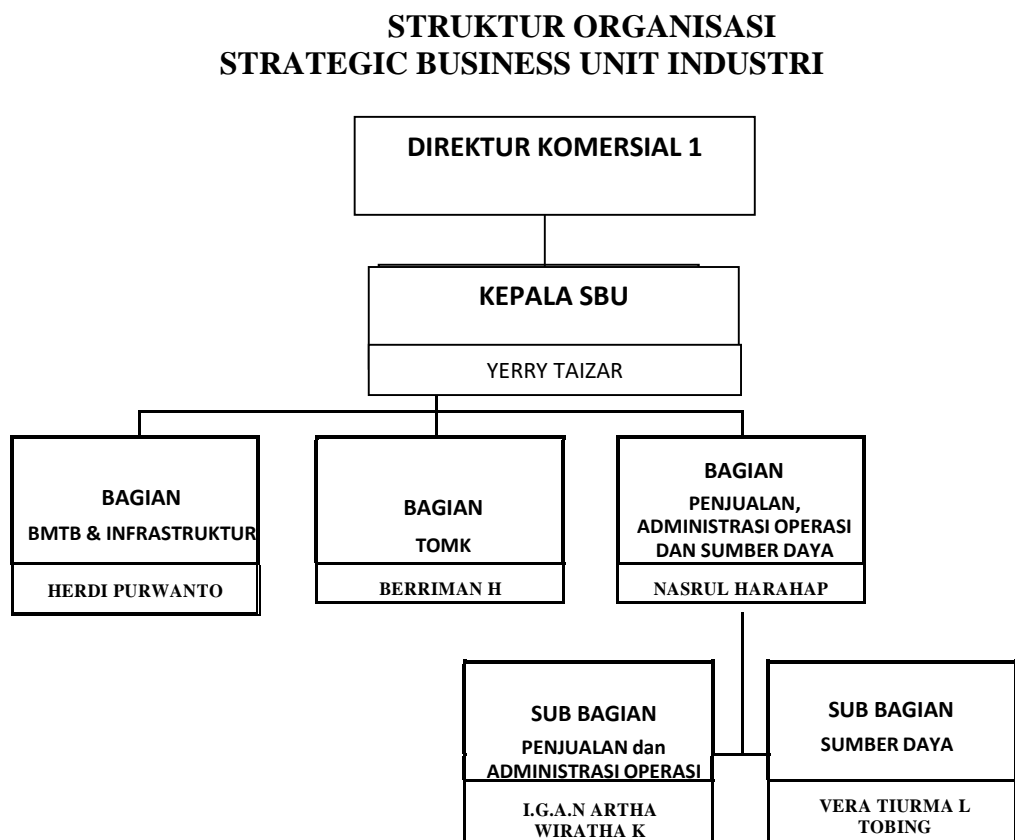 STRUKTUR ORGANISASI
STRATEGIC BUSINESS UNIT INDUSTRI
DIREKTUR KOMERSIAL 1
KEPALA SBU
YERRY TAIZAR
BAGIAN
BMTB & INFRASTRUKTUR
HERDI PURWANTO
BAGIAN
TOMK
BERRIMAN H
BAGIAN
PENJUALAN,
ADMINISTRASI OPERASI
DAN SUMBER DAYA
NASRUL HARAHAP
SUB BAGIAN
PENJUALAN dan
ADMINISTRASI OPERASI
I.G.A.N ARTHA
WIRATHA K
SUB BAGIAN
SUMBER DAYA
VERA TIURMA L
TOBING